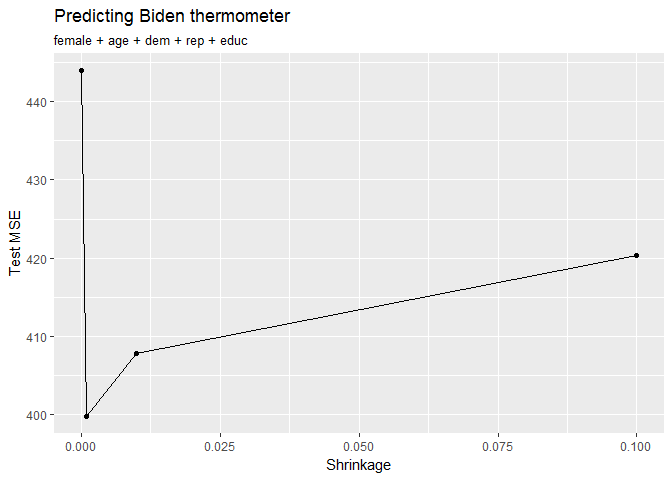 Predicting Biden thermometer
female + age + dem + rep + educ
Test MSE
440
430
420
410
400
0.000 0.025 0.050 0.075 0.100
Shrinkage